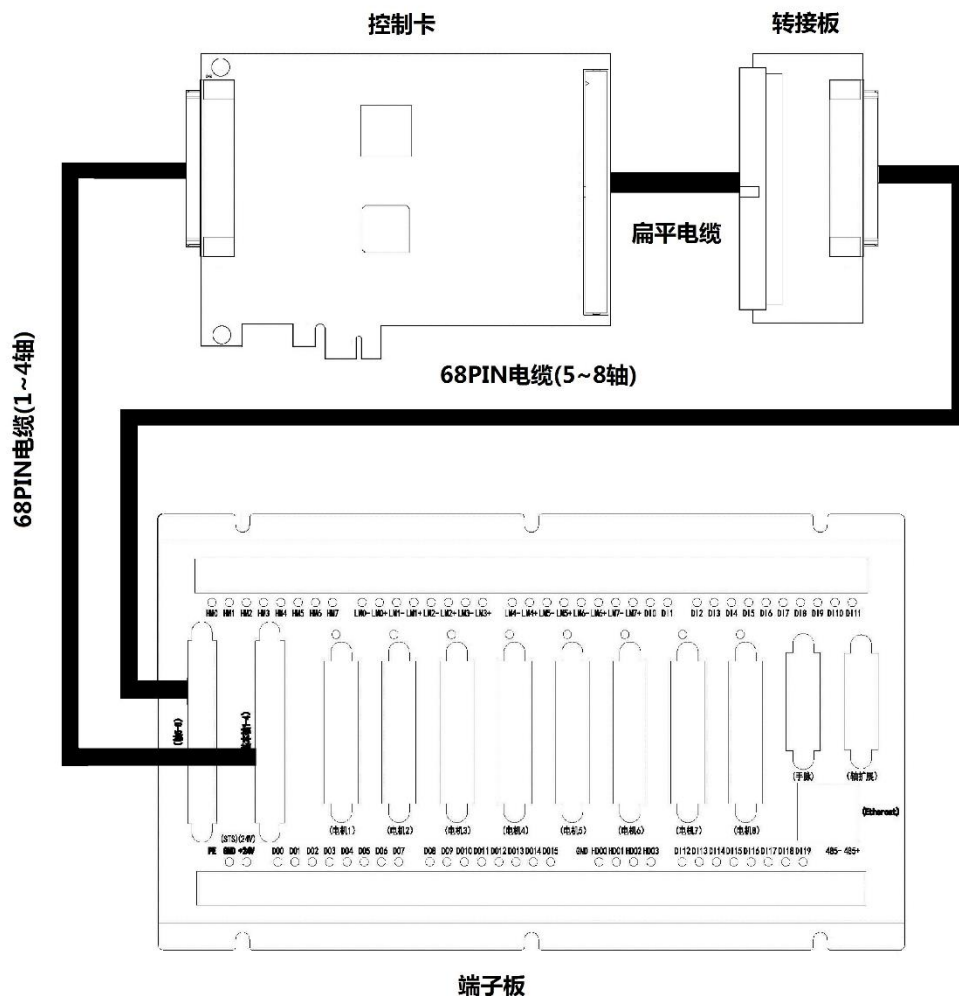 控制卡
转接板
扁平电缆
68PIN电缆(5~8轴)
68PIN电缆(1~4轴)
HM0 HM1 HM2 HM3 HM4 HM5 HM6 HM7 LM0- LM0+ LM1- LM1+ LM2- LM2+ LM3- LM3+ LM4- LM4+ LM5- LM5+ LM6- LM6+ LM7- LM7+ DI0 DI1 DI2 DI3 DI4 DI5 DI6 DI7 DI8 DI9 DI10 DI11
(手脉) (轴扩展)
(Ethercat)
(电机1) (电机2) (电机3) (电机4) (电机5) (电机6) (电机7) (电机8)
(STS)(24V)
PE GND +24V DO0 DO1 DO2 DO3 DO4 DO5 DO6 DO7 DO8 DO9 DO10 DO11 DO12 DO13 DO14 DO15 GND HDO0 HDO1 HDO2 HDO3 DI12 DI13 DI14 DI15 DI16 DI17 DI18 DI19 485- 485+
端子板